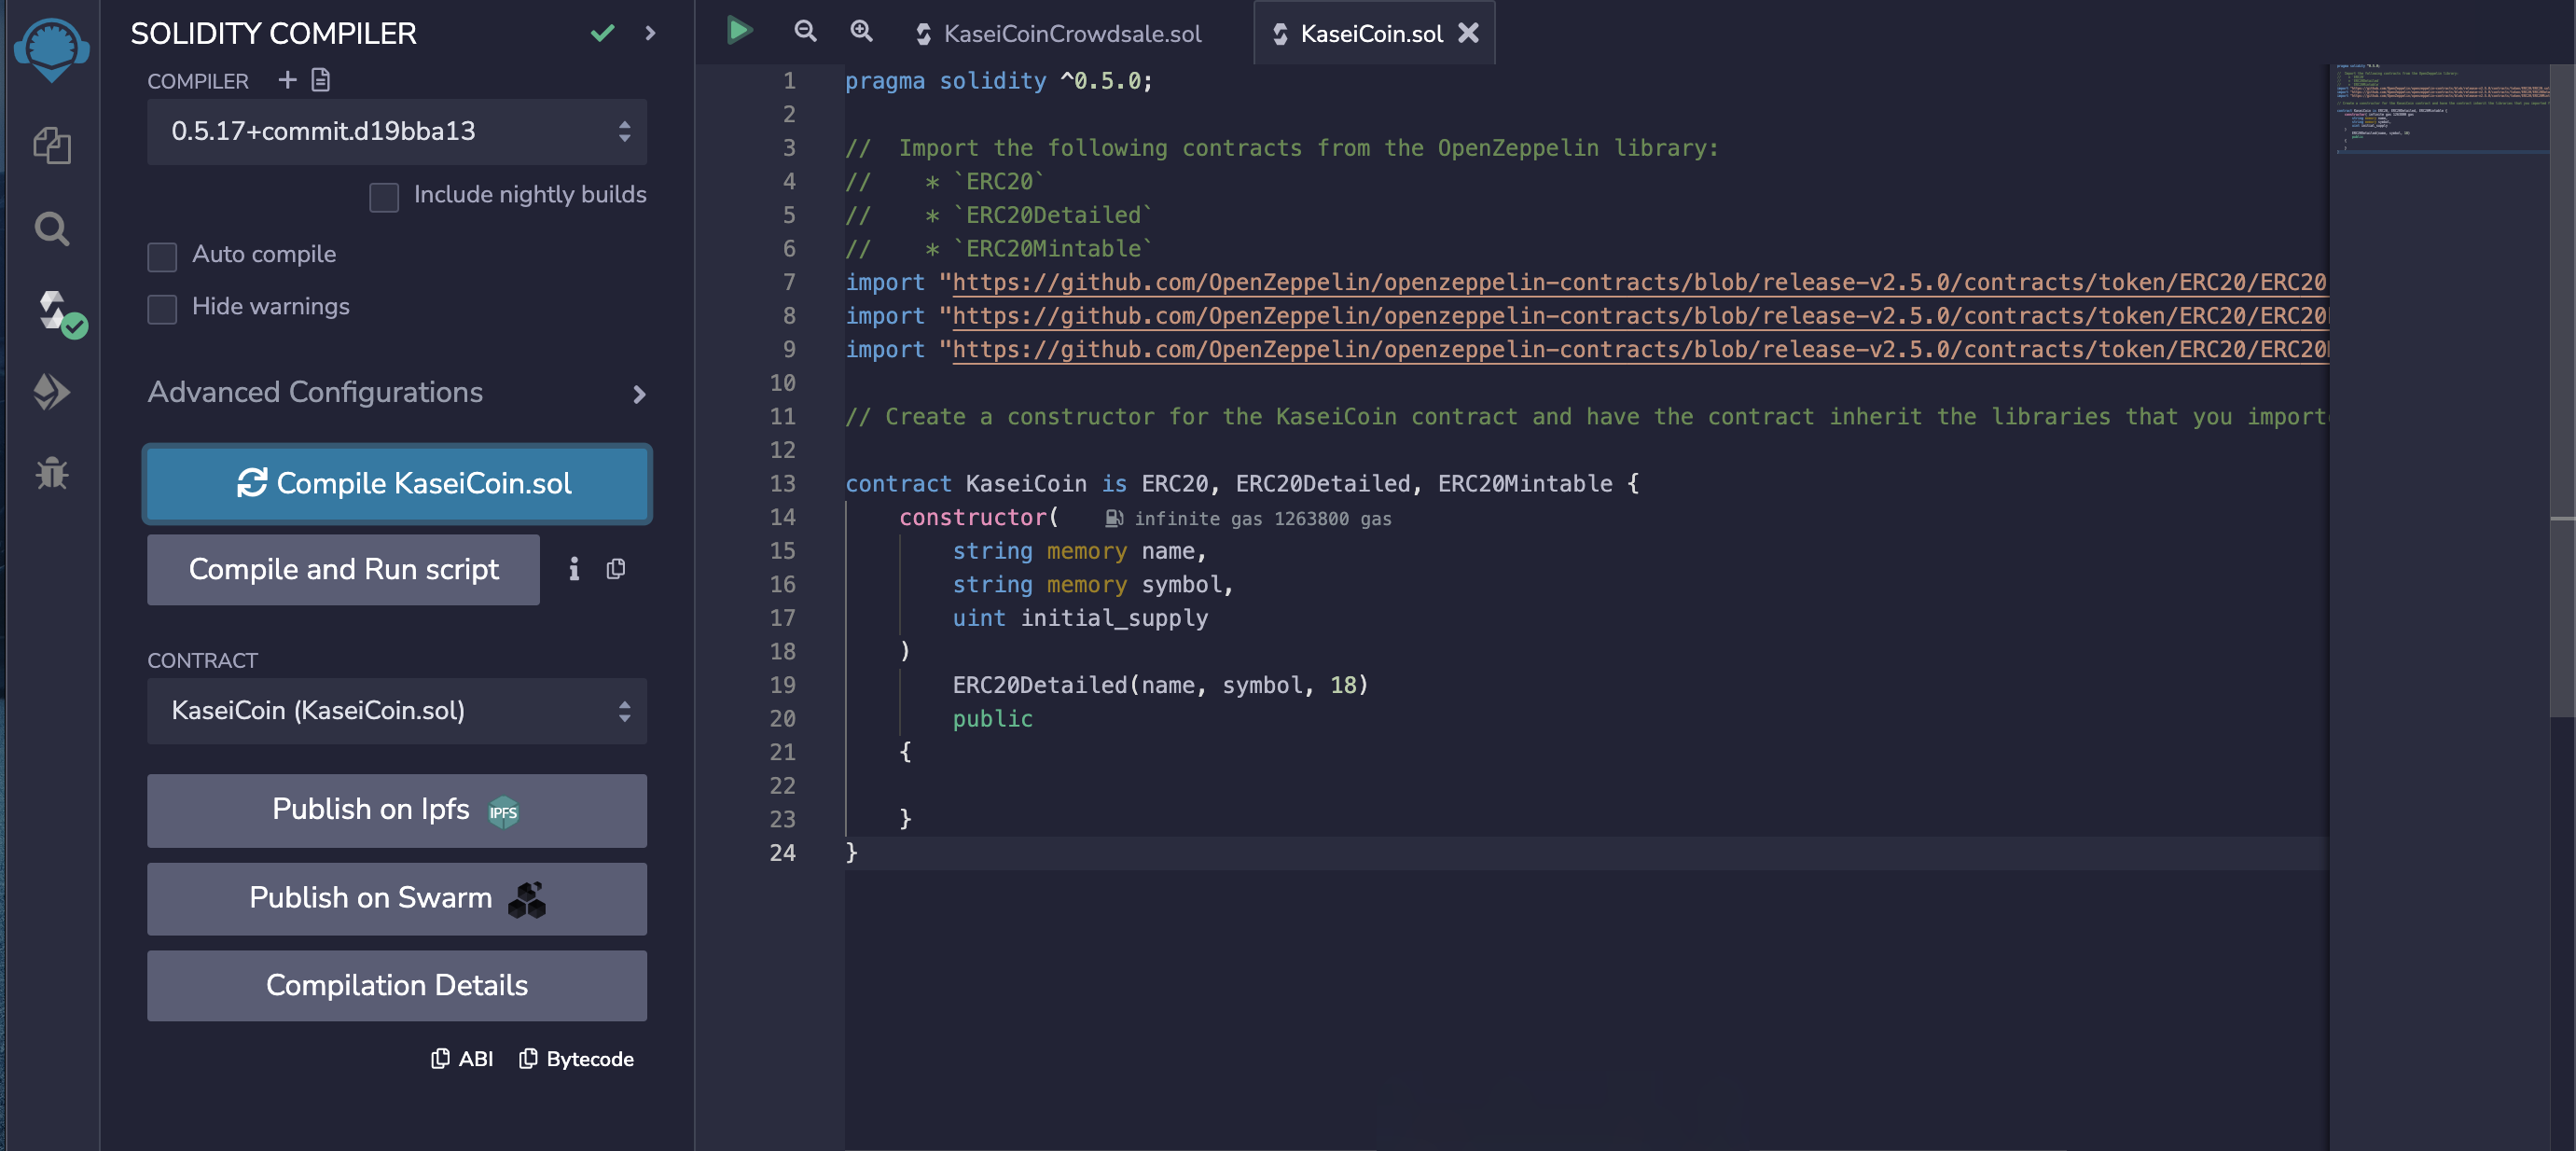 SOLIDITY COMPILER
COMPILER
0.5.17+commit.d19bba13
Include nightly builds
Auto compile
Hide warnings
Advanced Configurations
Compile KaseiCoin.sol
Compile and Run script
CONTRACT
KaseiCoin (KaseiCoin.sol)
Publish on Ipfs IPFS
Publish on Swarm
Compilation Details
ABI Bytecode
KaseiCoinCrowdsale.sol KaseiCoin.sol
1 pragma solidity ^0.5.0;
2
3 //  Import the following contracts from the OpenZeppelin library:
4 //    * `ERC20`
5 //    * `ERC20Detailed`
6 //    * `ERC20Mintable`
7 import "https://github.com/OpenZeppelin/openzeppelin-contracts/blob/release-v2.5.0/contracts/token/ERC20/ERC20
8 import "https://github.com/OpenZeppelin/openzeppelin-contracts/blob/release-v2.5.0/contracts/token/ERC20/ERC20
9 import "https://github.com/OpenZeppelin/openzeppelin-contracts/blob/release-v2.5.0/contracts/token/ERC20/ERC20
10
11 // Create a constructor for the KaseiCoin contract and have the contract inherit the libraries that you import
12
13 contract KaseiCoin is ERC20, ERC20Detailed, ERC20Mintable {
14     constructor( infinite gas 1263800 gas
15         string memory name,
16         string memory symbol,
17         uint initial_supply
18     )
19         ERC20Detailed(name, symbol, 18)
20         public
21     {
22
23     }
24 }